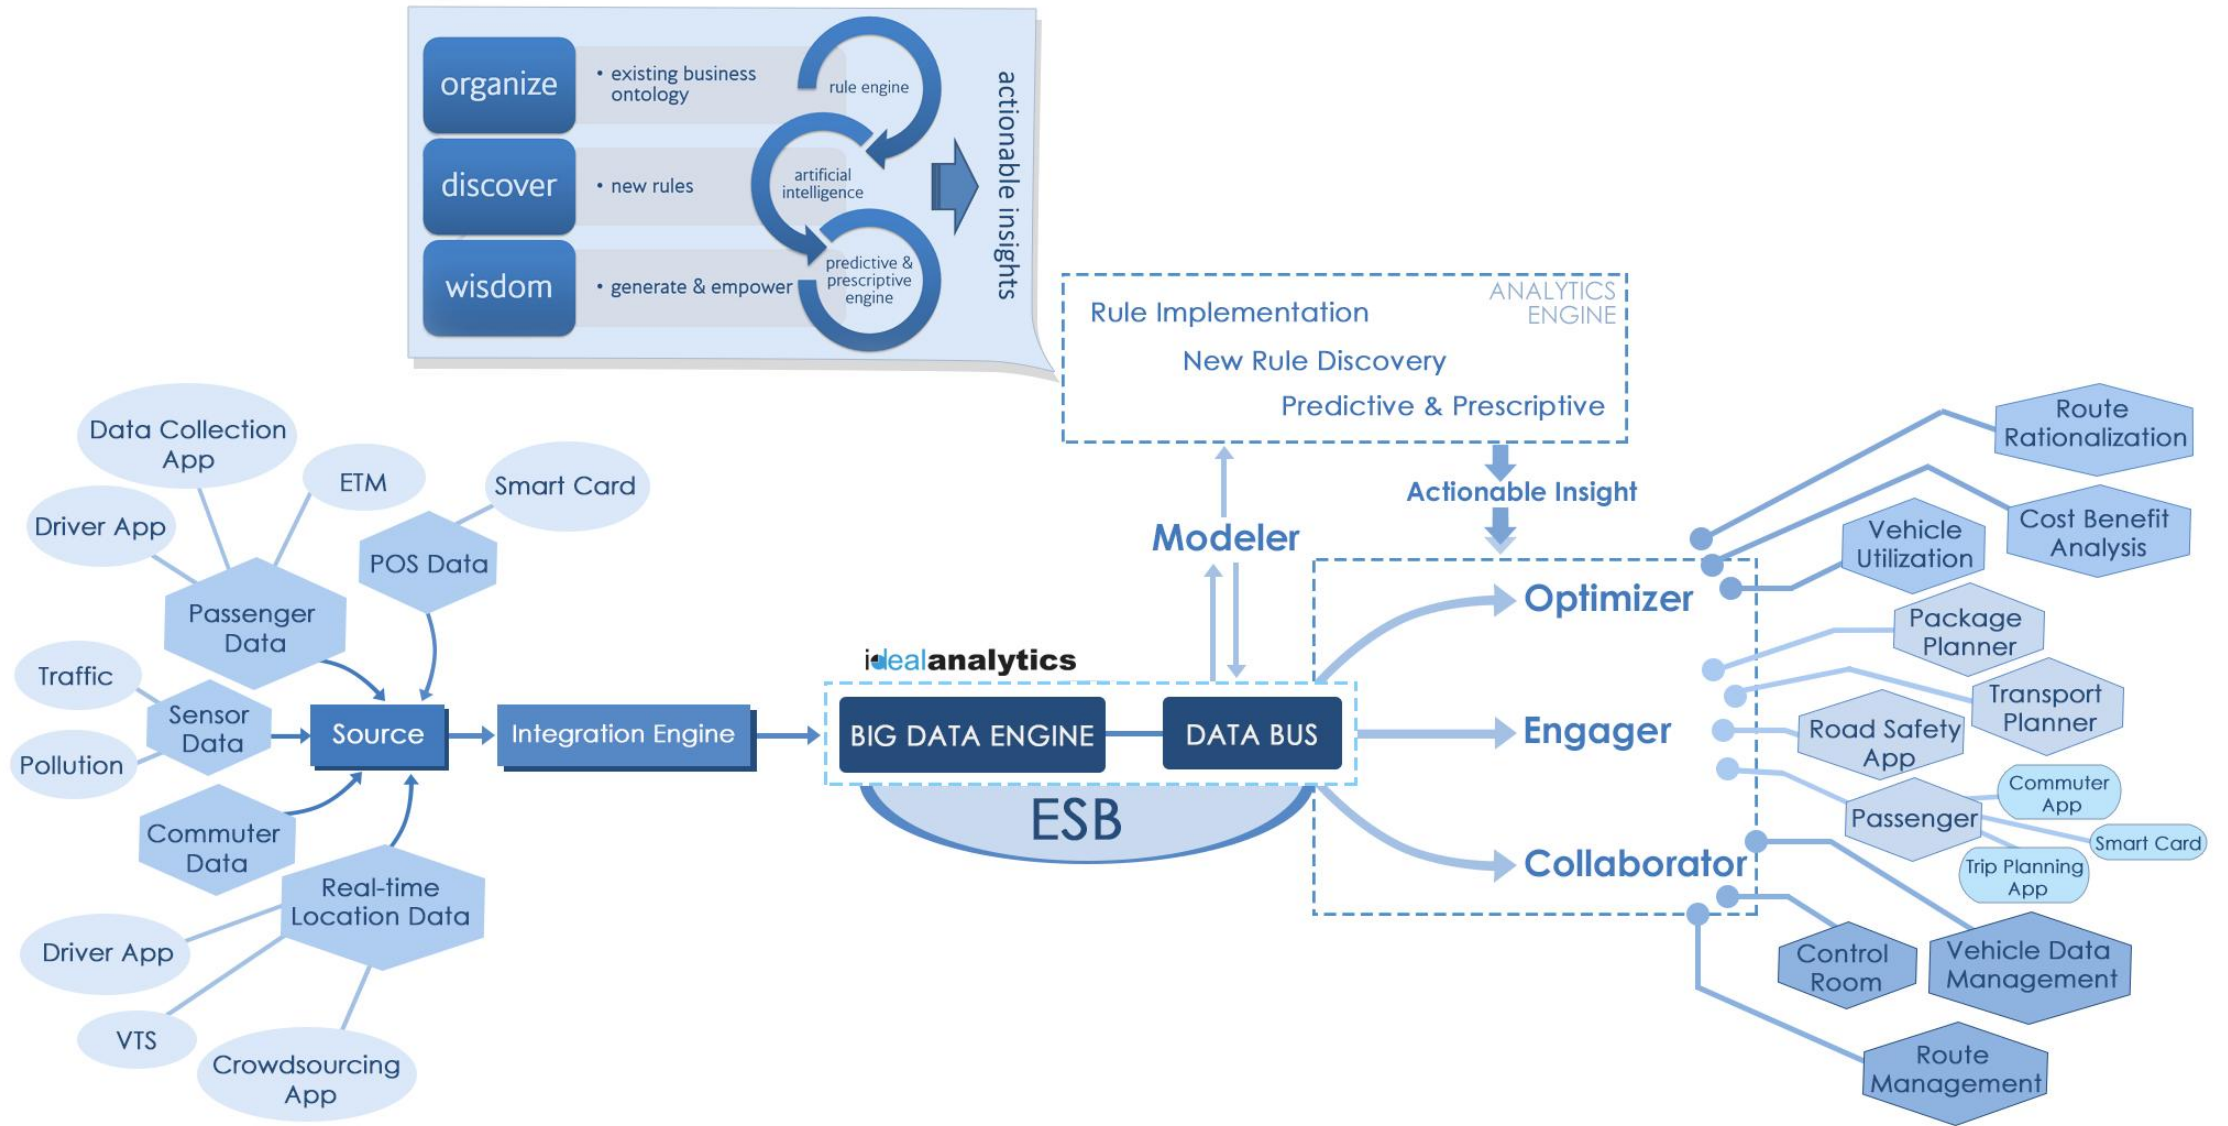 organize
• existing business
ontology
rule engine
discover
• new rules
artificial
intelligence
wisdom
• generate & empower
predictive &
prescriptive
engine
actionable insights
ANALYTICS
ENGINE
Rule Implementation
New Rule Discovery
Predictive & Prescriptive
Actionable Insight
Modeler
Data Collection
App
ETM
Smart Card
Driver App
POS Data
Passenger
Data
Traffic
Sensor
Data
Pollution
Commuter
Data
Real-time
Location Data
Driver App
VTS
Crowdsourcing
App
Source
Integration Engine
idealanalytics
BIG DATA ENGINE
DATA BUS
ESB
Optimizer
Engager
Collaborator
Route
Rationalization
Cost Benefit
Analysis
Vehicle
Utilization
Package
Planner
Transport
Planner
Road Safety
App
Passenger
Commuter
App
Smart Card
Trip Planning
App
Control
Room
Vehicle Data
Management
Route
Management